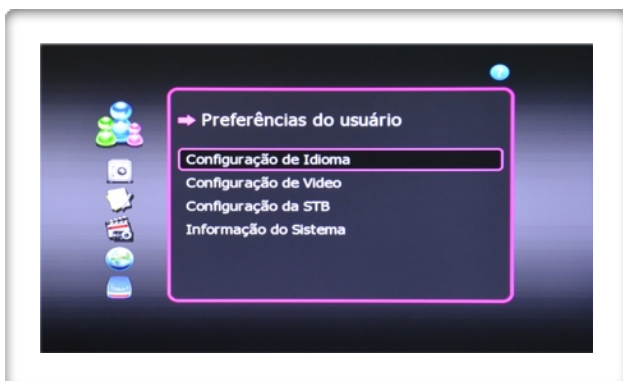 ?
Preferências do usuário
Configuração de Idioma
Configuração de Video
Configuração da STB
Informação do Sistema